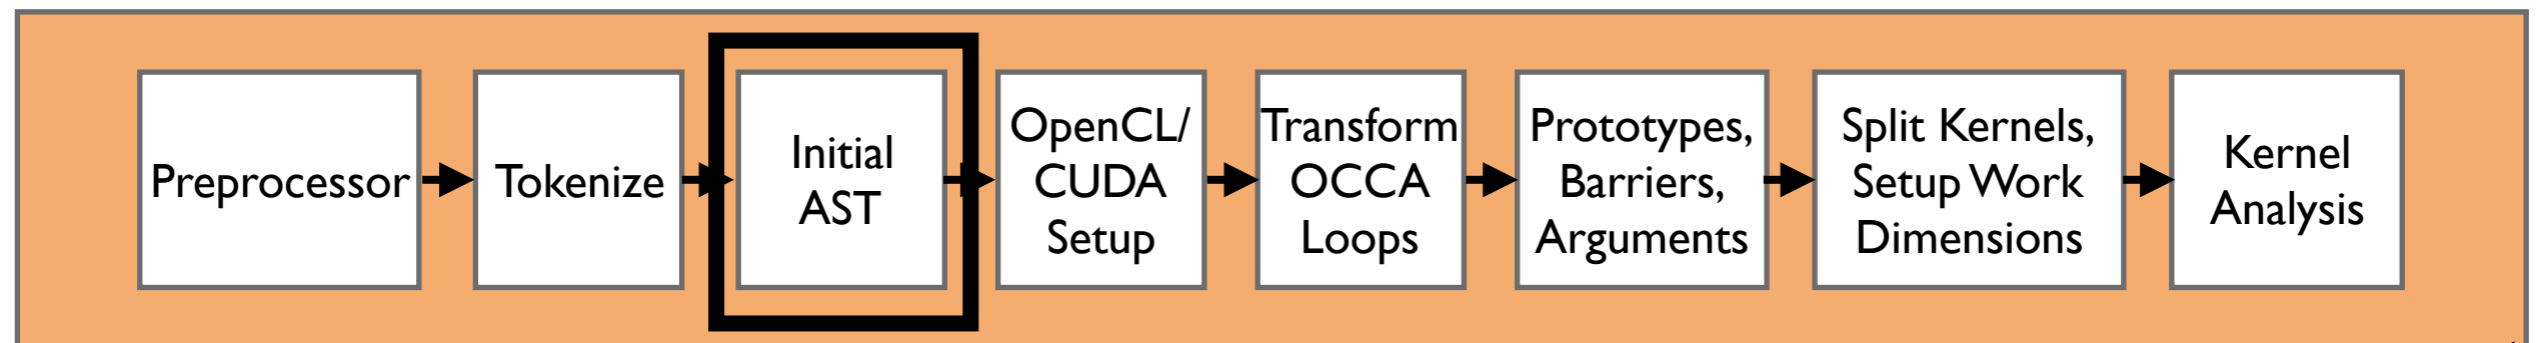 Preprocessor
Tokenize
Initial
AST
OpenCL/
CUDA
Setup
Transform
OCCA
Loops
Prototypes,
Barriers,
Arguments
Split Kernels,
Setup Work
Dimensions
Kernel
Analysis